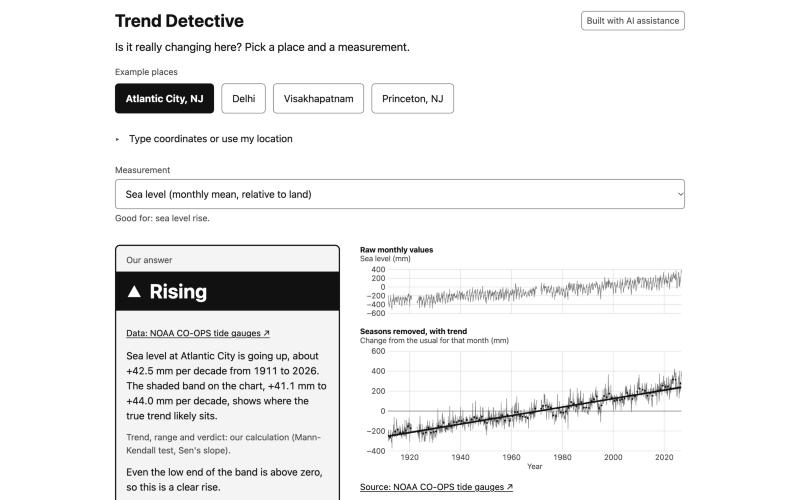 Trend Detective
Built with AI assistance
Is it really changing here? Pick a place and a measurement.
Example places
Atlantic City, NJ
Delhi
Visakhapatnam
Princeton, NJ
Type coordinates or use my location
Measurement
Sea level (monthly mean, relative to land)
Good for: sea level rise.
Our answer
▲ Rising
Data: NOAA CO-OPS tide gauges ↗
Sea level at Atlantic City is going up, about
+42.5 mm per decade from 1911 to 2026.
The shaded band on the chart, +41.1 mm to
+44.0 mm per decade, shows where the
true trend likely sits.
Trend, range and verdict: our calculation (Mann-
Kendall test, Sen's slope).
Even the low end of the band is above zero,
so this is a clear rise.
Raw monthly values
Sea level (mm)
400
200
0
−200
−400
−600
Seasons removed, with trend
Change from the usual for that month (mm)
600
400
200
0
−200
−400
1920
1940
1960
1980
2000
2020
Year
Source: NOAA CO-OPS tide gauges ↗